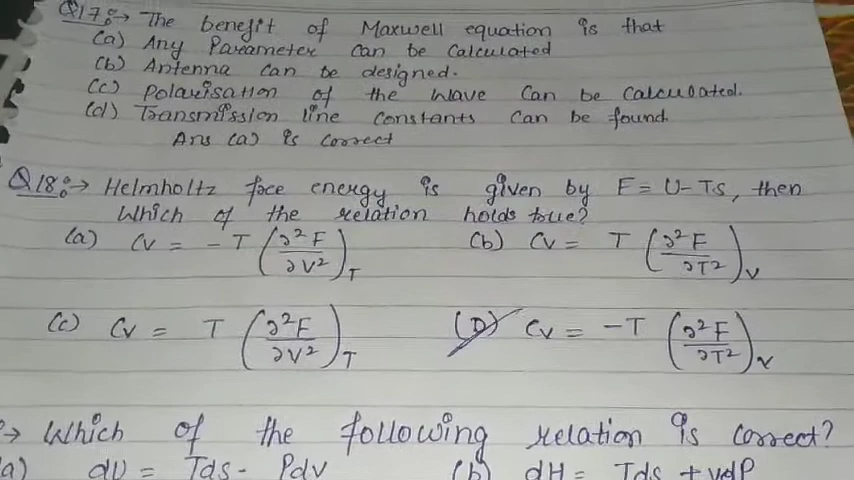 Q17:→ The benefit of Maxwell equation is that
(a) Any Parameter can be calculated
(b) Antenna can be designed.
(c) Polarisation of the wave can be calculated.
(d) Transmission line constants can be found
Ans (a) is correct
Q18:→ Helmholtz free energy is given by F = U-TS, then
which of the relation holds true?
(a) Cv = -T (∂²F/∂V²)T (b) Cv = T (∂²F/∂T²)V
(c) Cv = T (∂²F/∂V²)T (D) Cv = -T (∂²F/∂T²)V
→ Which of the following relation is correct?
(a) dU = Tds - Pdv (b) dH = Tds + vdP